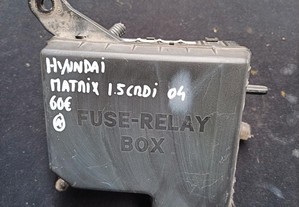 HYUNDAI
MATRIX 1.5CRDi 04
60€
FUSE-RELAY
BOX